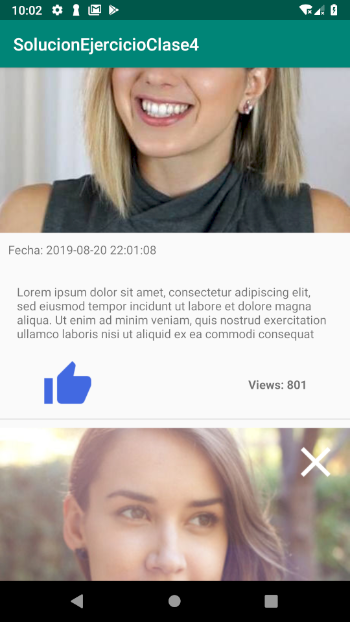 10:02
SolucionEjercicioClase4
Fecha: 2019-08-20 22:01:08
Lorem ipsum dolor sit amet, consectetur adipiscing elit,
sed eiusmod tempor incidunt ut labore et dolore magna
aliqua. Ut enim ad minim veniam, quis nostrud exercitation
ullamco laboris nisi ut aliquid ex ea commodi consequat
Views: 801